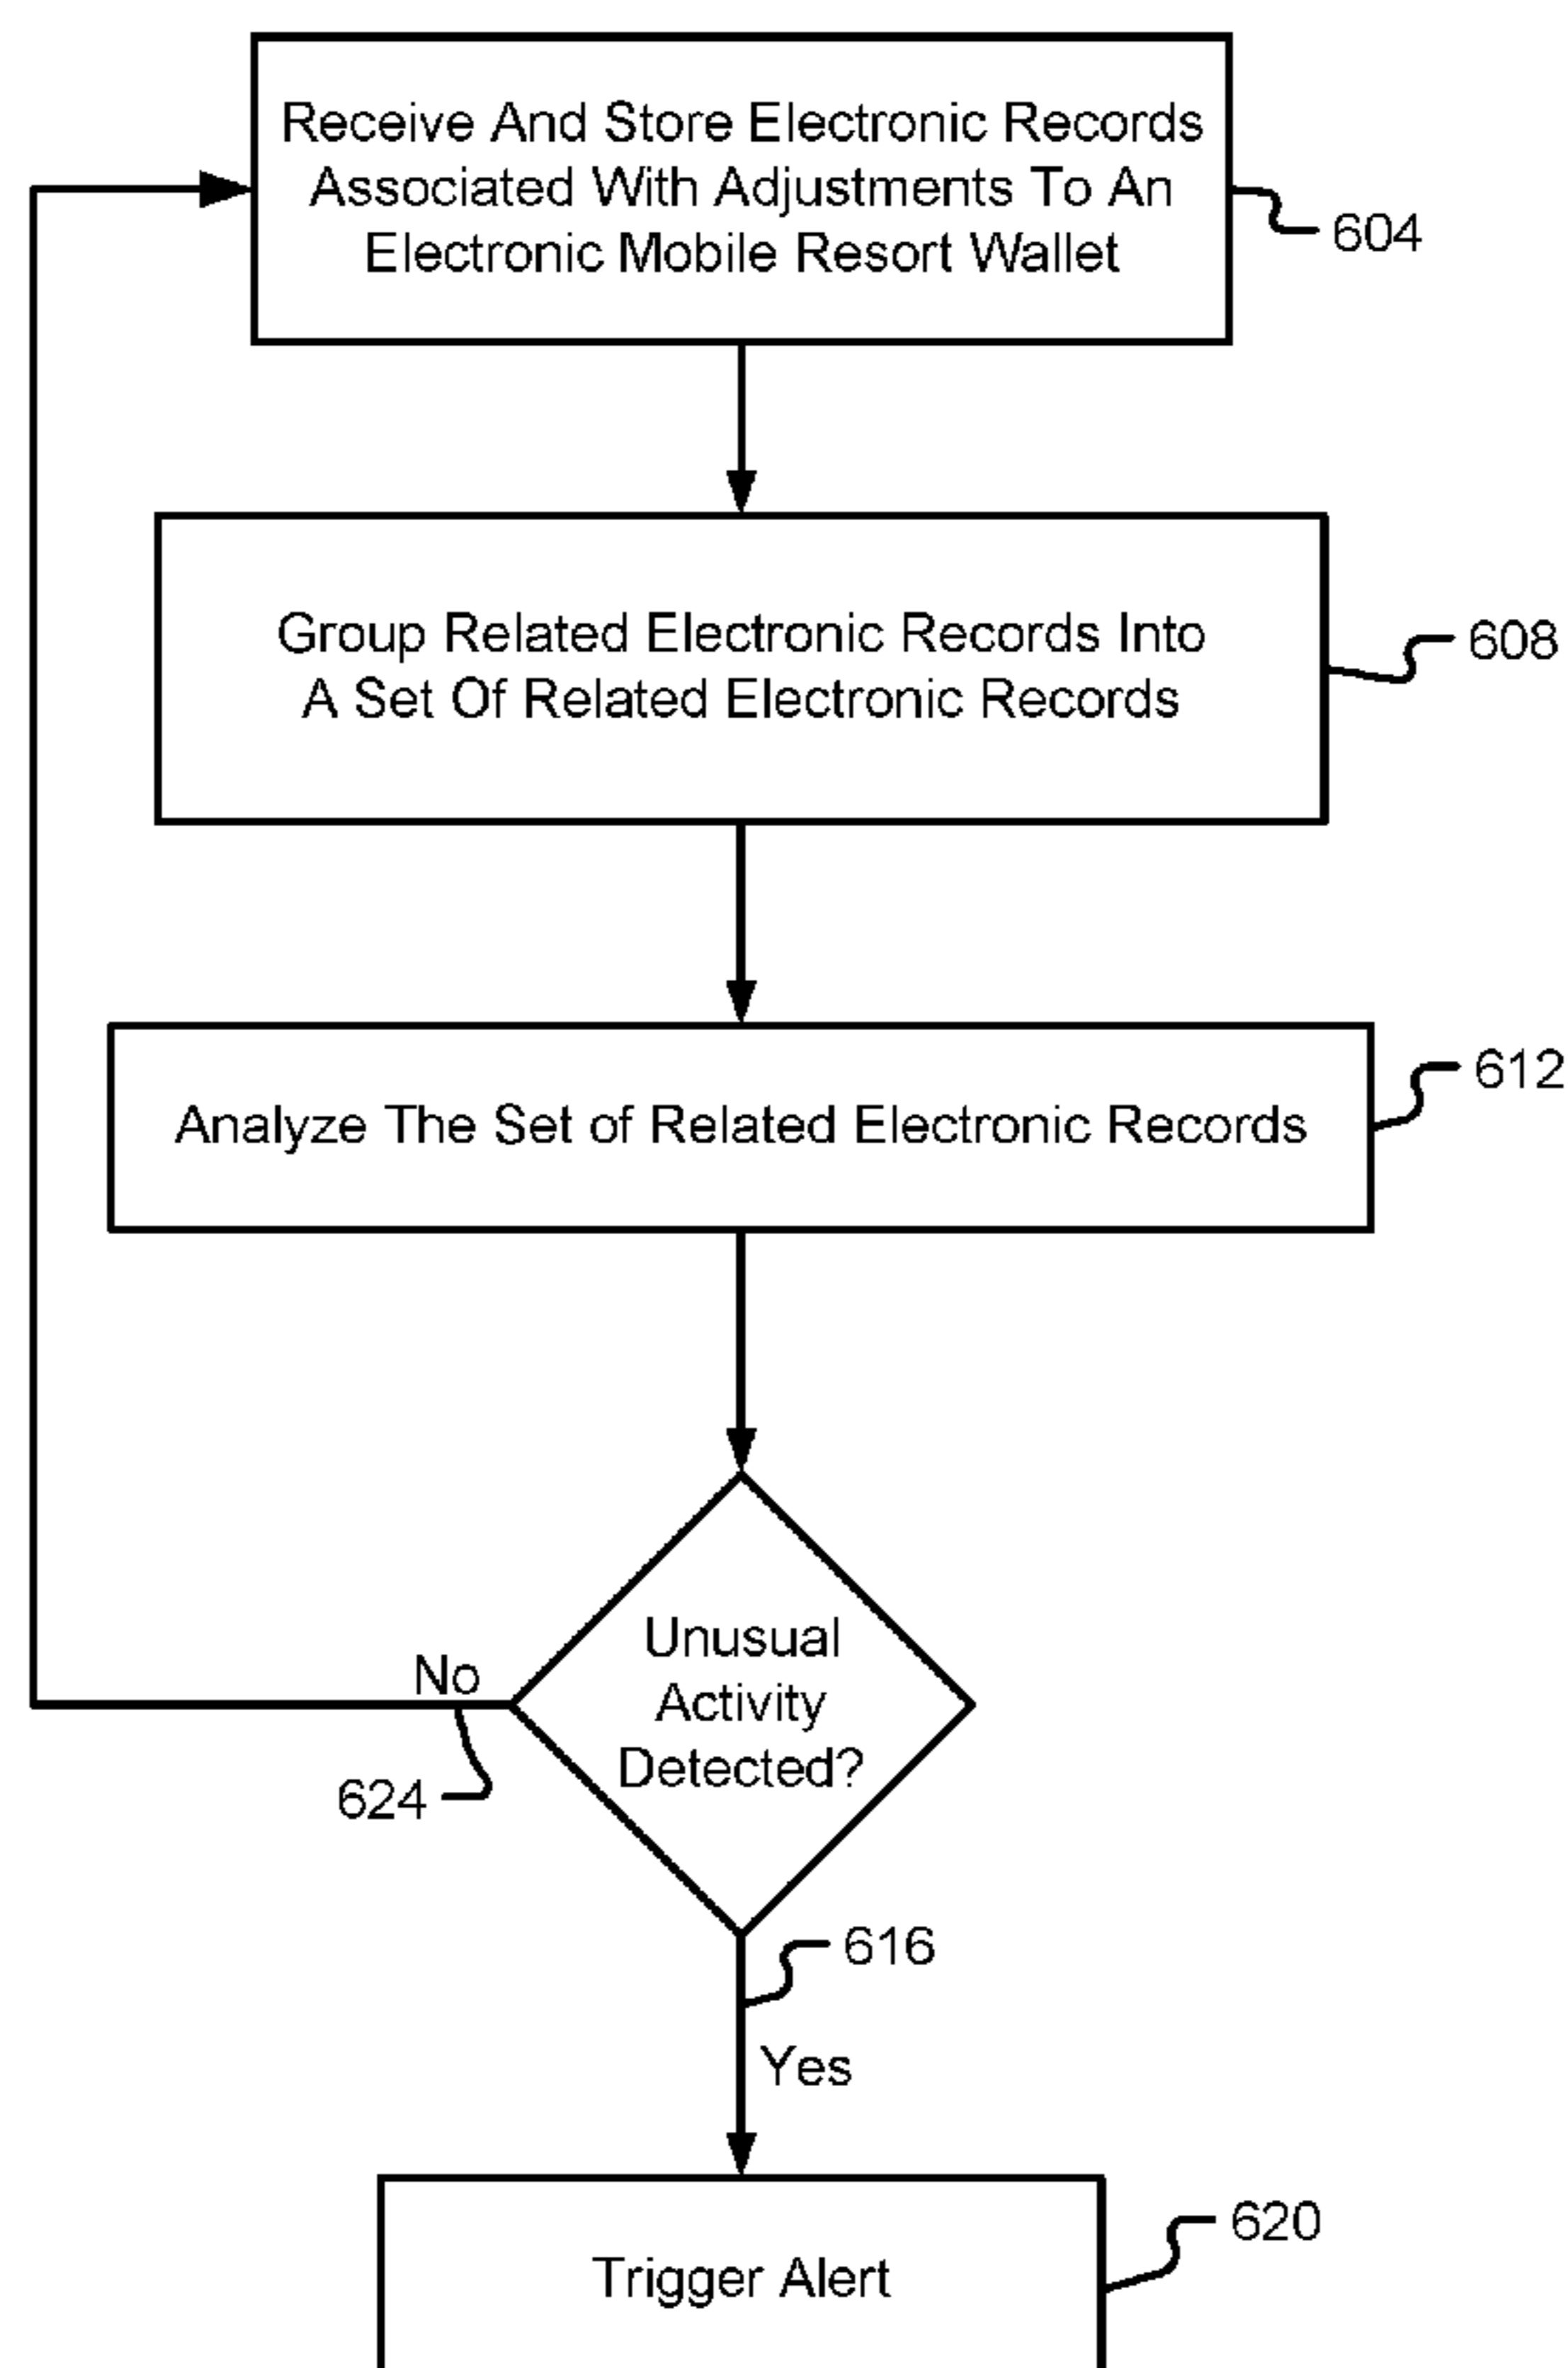 Receive And Store Electronic Records
Associated With Adjustments To An
Electronic Mobile Resort Wallet
604
Group Related Electronic Records Into
A Set Of Related Electronic Records
608
612
Analyze The Set of Related Electronic Records
Unusual
Activity
Detected?
No
624
616
Yes
620
Trigger Alert